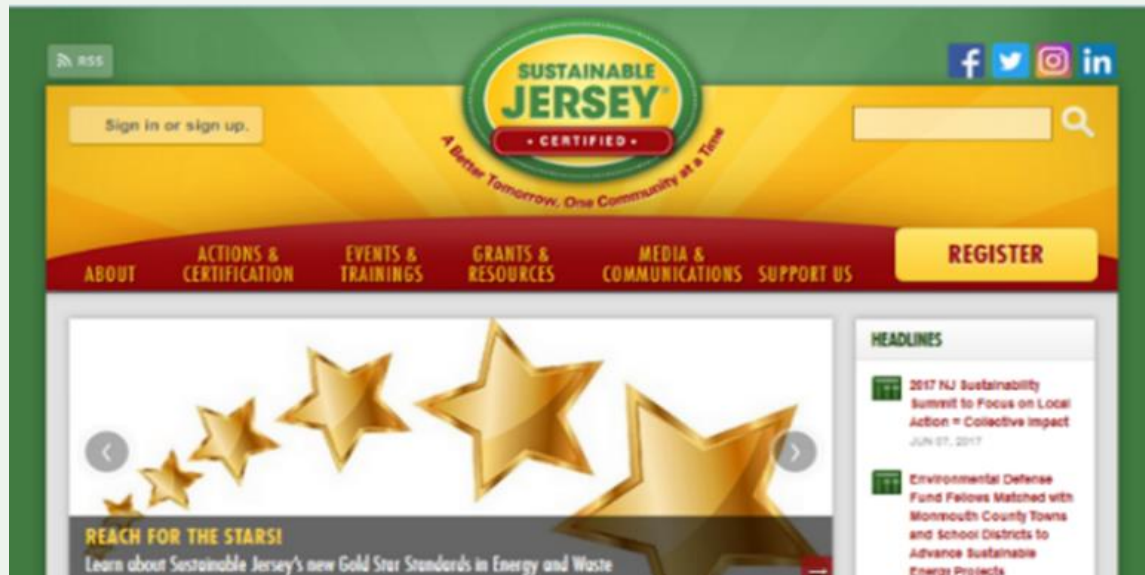 RSS
f
in
SUSTAINABLE
JERSEY®
• CERTIFIED •
A Better Tomorrow, One Community at a Time
Sign in or sign up.
ABOUT
ACTIONS &
CERTIFICATION
EVENTS &
TRAININGS
GRANTS &
RESOURCES
MEDIA &
COMMUNICATIONS
SUPPORT US
REGISTER
REACH FOR THE STARS!
Learn about Sustainable Jersey's new Gold Star Standards in Energy and Waste
HEADLINES
2017 NJ Sustainability
Summit to Focus on Local
Action = Collective Impact
JUN 07, 2017
Environmental Defense
Fund Fellows Matched with
Monmouth County Towns
and School Districts to
Advance Sustainable
Energy Projects